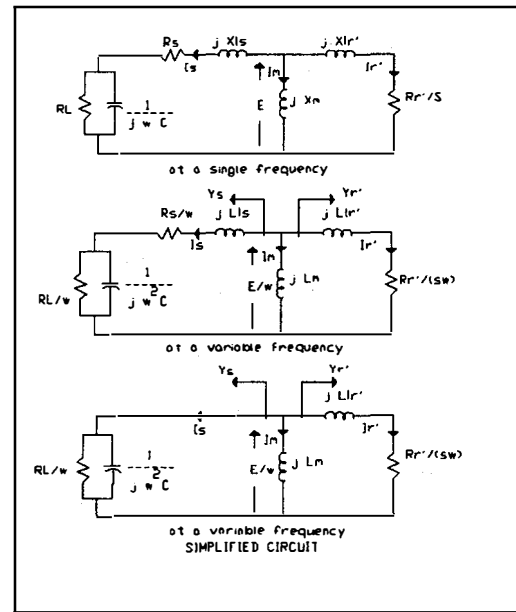 Rs j Xls j Xlr'
Is Im Ir'
RL 1 E j Xm Rr'/S
j w C
at a single frequency
Ys Yr'
Rs/w j Lls j Llr'
Is Im Ir'
RL/w 1 E/w j Lm Rr'/(sw)
j w²C
at a variable frequency
Ys Yr'
j Llr'
Is Im Ir'
RL/w 1 E/w j Lm Rr'/(sw)
j w²C
at a variable frequency
SIMPLIFIED CIRCUIT